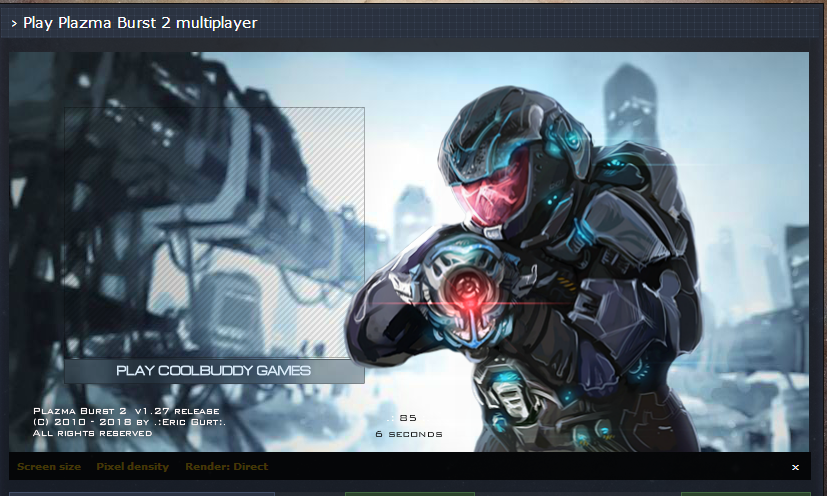 › Play Plazma Burst 2 multiplayer
PLAY COOLBUDDY GAMES
Plazma Burst 2 v1.27 release
(C) 2010 - 2018 by .:Eric Gurt:.
All rights reserved
85
6 seconds
Screen size Pixel density Render: Direct ×